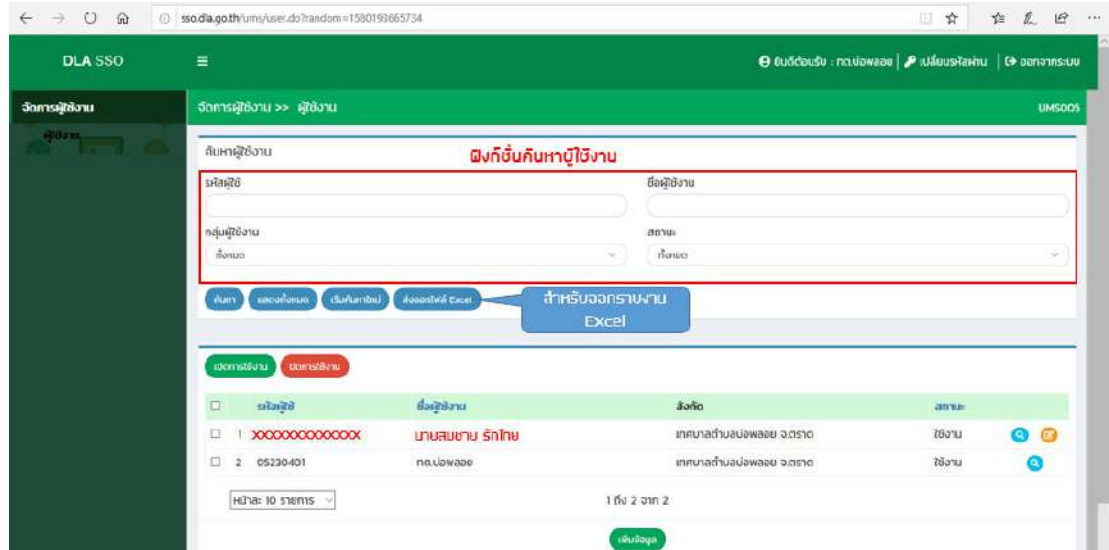 sso.dla.go.th/ums/user.do?random=1580193665734
DLA SSO
ยินดีต้อนรับ : ทต.บ่อพลอย | เปลี่ยนรหัสผ่าน | ออกจากระบบ
จัดการผู้ใช้งาน
จัดการผู้ใช้งาน >> ผู้ใช้งาน
UMS005
ผู้ใช้งาน
ค้นหาผู้ใช้งาน
ฟังก์ชั่นค้นหาผู้ใช้งาน
รหัสผู้ใช้
ชื่อผู้ใช้งาน
กลุ่มผู้ใช้งาน
สถานะ
ทั้งหมด
ทั้งหมด
ค้นหา
แสดงทั้งหมด
เริ่มค้นหาใหม่
ส่งออกไฟล์ Excel
สำหรับออกรายงาน
Excel
เปิดการใช้งาน
ปิดการใช้งาน
รหัสผู้ใช้ ชื่อผู้ใช้งาน สังกัด สถานะ
1 XXXXXXXXXXXXX นายสมชาย รักไทย เทศบาลตำบลบ่อพลอย จ.ตราด ใช้งาน
2 05230401 ทต.บ่อพลอย เทศบาลตำบลบ่อพลอย จ.ตราด ใช้งาน
หน้าละ 10 รายการ
1 ถึง 2 จาก 2
เพิ่มข้อมูล